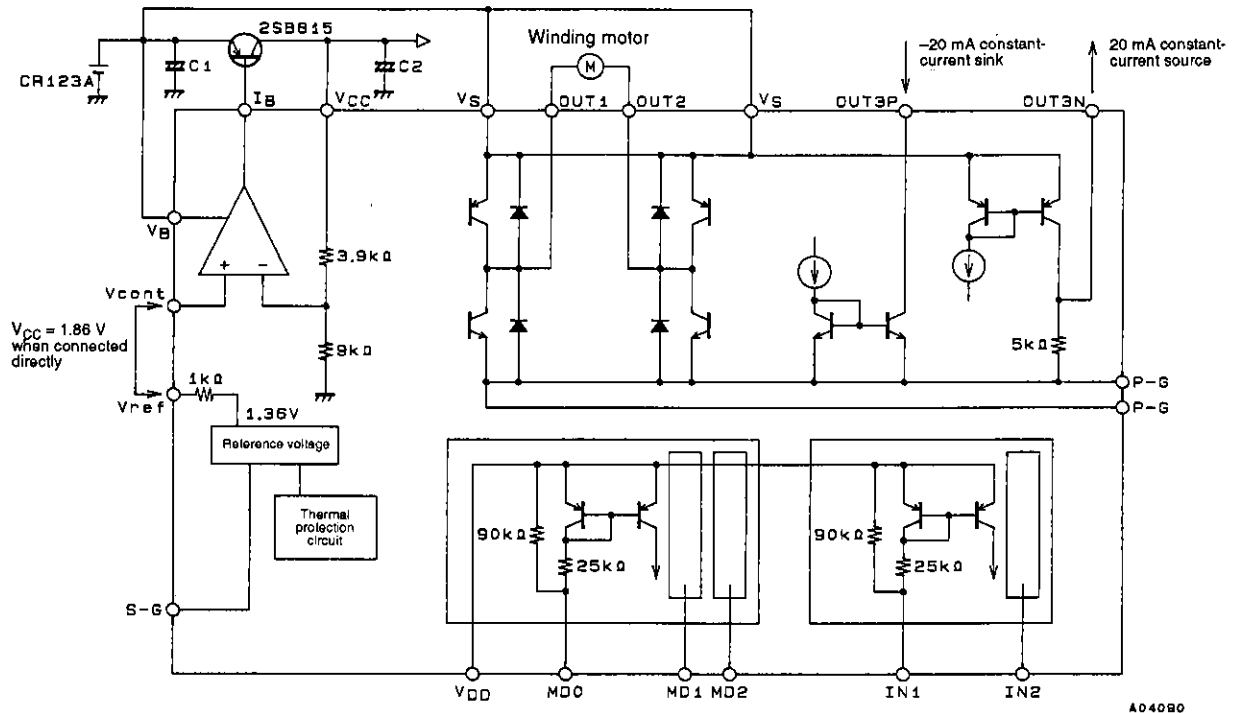 2SB815
Winding motor
M
–20 mA constant-
current sink
20 mA constant-
current source
CR123A
C1
C2
IB
VCC
VS
OUT1
OUT2
VS
OUT3P
OUT3N
VB
+
−
3.9kΩ
Vcont
VCC = 1.86 V
when connected
directly
9kΩ
5kΩ
1kΩ
Vref
1.36V
P-G
P-G
Reference voltage
Thermal
protection
circuit
90kΩ
25kΩ
90kΩ
25kΩ
S-G
VDD
MD0
MD1
MD2
IN1
IN2
A04090